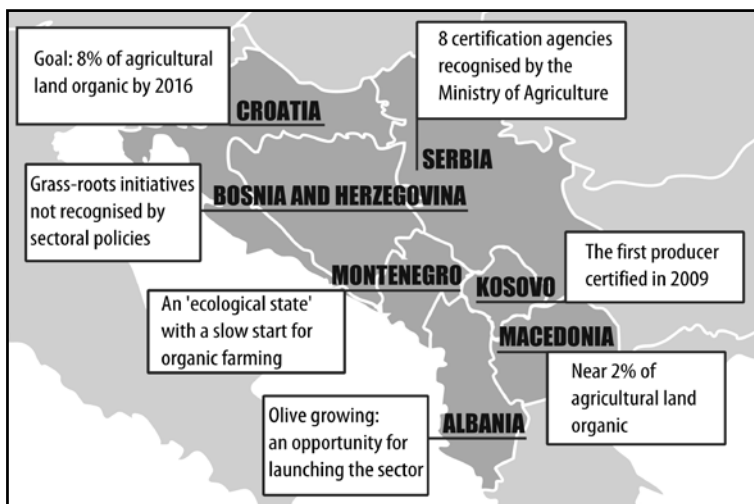 Goal: 8% of agricultural
land organic by 2016
CROATIA
8 certification agencies
recognised by the
Ministry of Agriculture
SERBIA
Grass-roots initiatives
not recognised by
sectoral policies
BOSNIA AND HERZEGOVINA
MONTENEGRO
An 'ecological state'
with a slow start for
organic farming
KOSOVO
The first producer
certified in 2009
MACEDONIA
Near 2% of
agricultural land
organic
Olive growing:
an opportunity for
launching the sector
ALBANIA